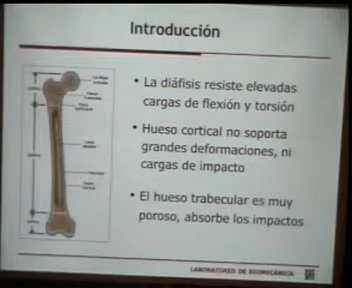 Introducción
• La diáfisis resiste elevadas
cargas de flexión y torsión
• Hueso cortical no soporta
grandes deformaciones, ni
cargas de impacto
• El hueso trabecular es muy
poroso, absorbe los impactos
LABORATORIO DE BIOMECÁNICA